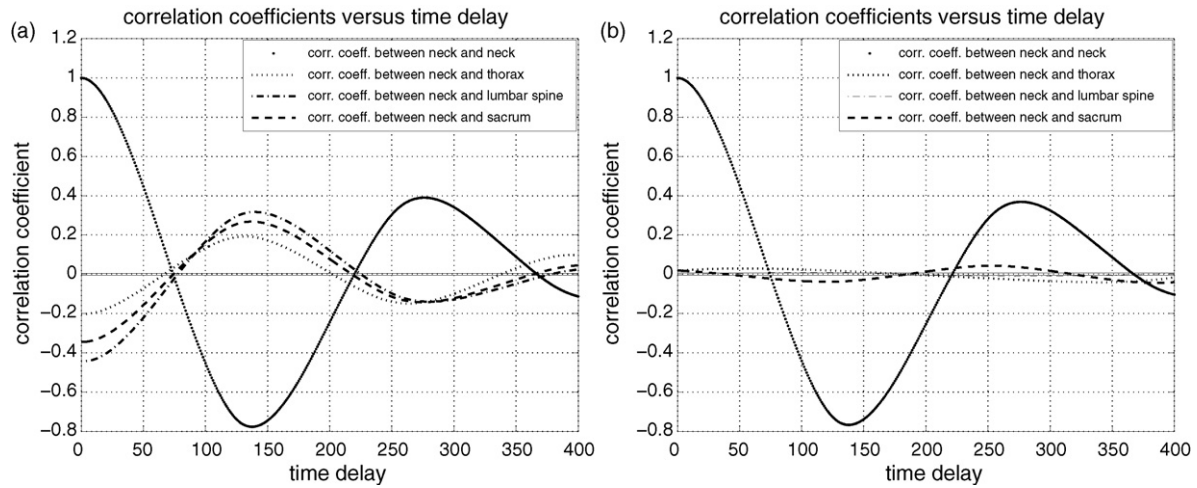 (a)
correlation coefficients versus time delay
1.2
1
0.8
0.6
0.4
0.2
0
−0.2
−0.4
−0.6
−0.8
correlation coefficient
corr. coeff. between neck and neck
corr. coeff. between neck and thorax
corr. coeff. between neck and lumbar spine
corr. coeff. between neck and sacrum
0 50 100 150 200 250 300 350 400
time delay
(b)
correlation coefficients versus time delay
1.2
1
0.8
0.6
0.4
0.2
0
−0.2
−0.4
−0.6
−0.8
correlation coefficient
corr. coeff. between neck and neck
corr. coeff. between neck and thorax
corr. coeff. between neck and lumbar spine
corr. coeff. between neck and sacrum
0 50 100 150 200 250 300 350 400
time delay